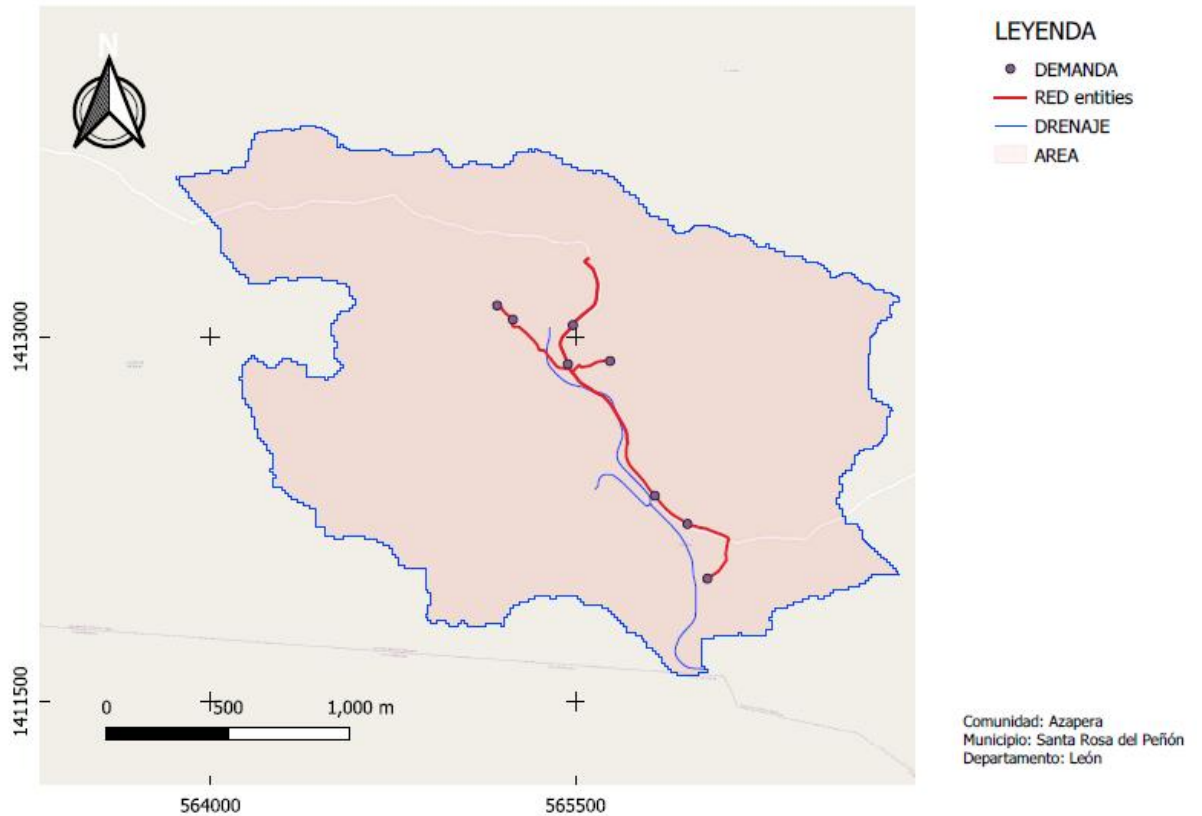 N
LEYENDA
DEMANDA
RED entities
DRENAJE
AREA
1413000
1411500
0 500 1,000 m
564000 565500
Comunidad: Azapera
Municipio: Santa Rosa del Peñón
Departamento: León